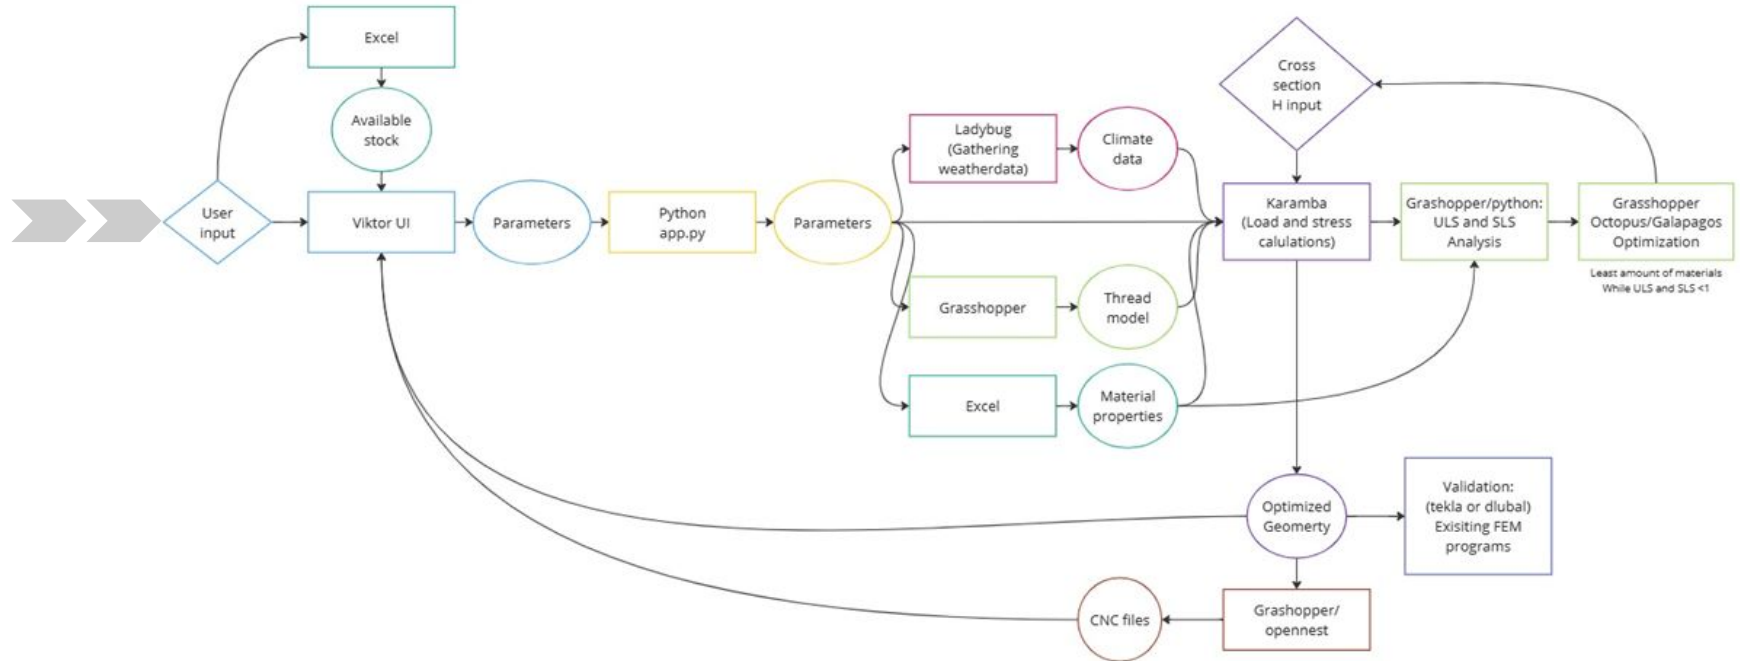 Excel
Available
stock
User
input
Viktor UI
Parameters
Python
app.py
Parameters
Ladybug
(Gathering
weatherdata)
Climate
data
Grasshopper
Thread
model
Excel
Material
properties
Cross
section
H input
Karamba
(Load and stress
calulations)
Grashopper/python:
ULS and SLS
Analysis
Grasshopper
Octopus/Galapagos
Optimization
Least amount of materials
While ULS and SLS <1
Optimized
Geomerty
Validation:
(tekla or dlubal)
Exisiting FEM
programs
Grashopper/
opennest
CNC files